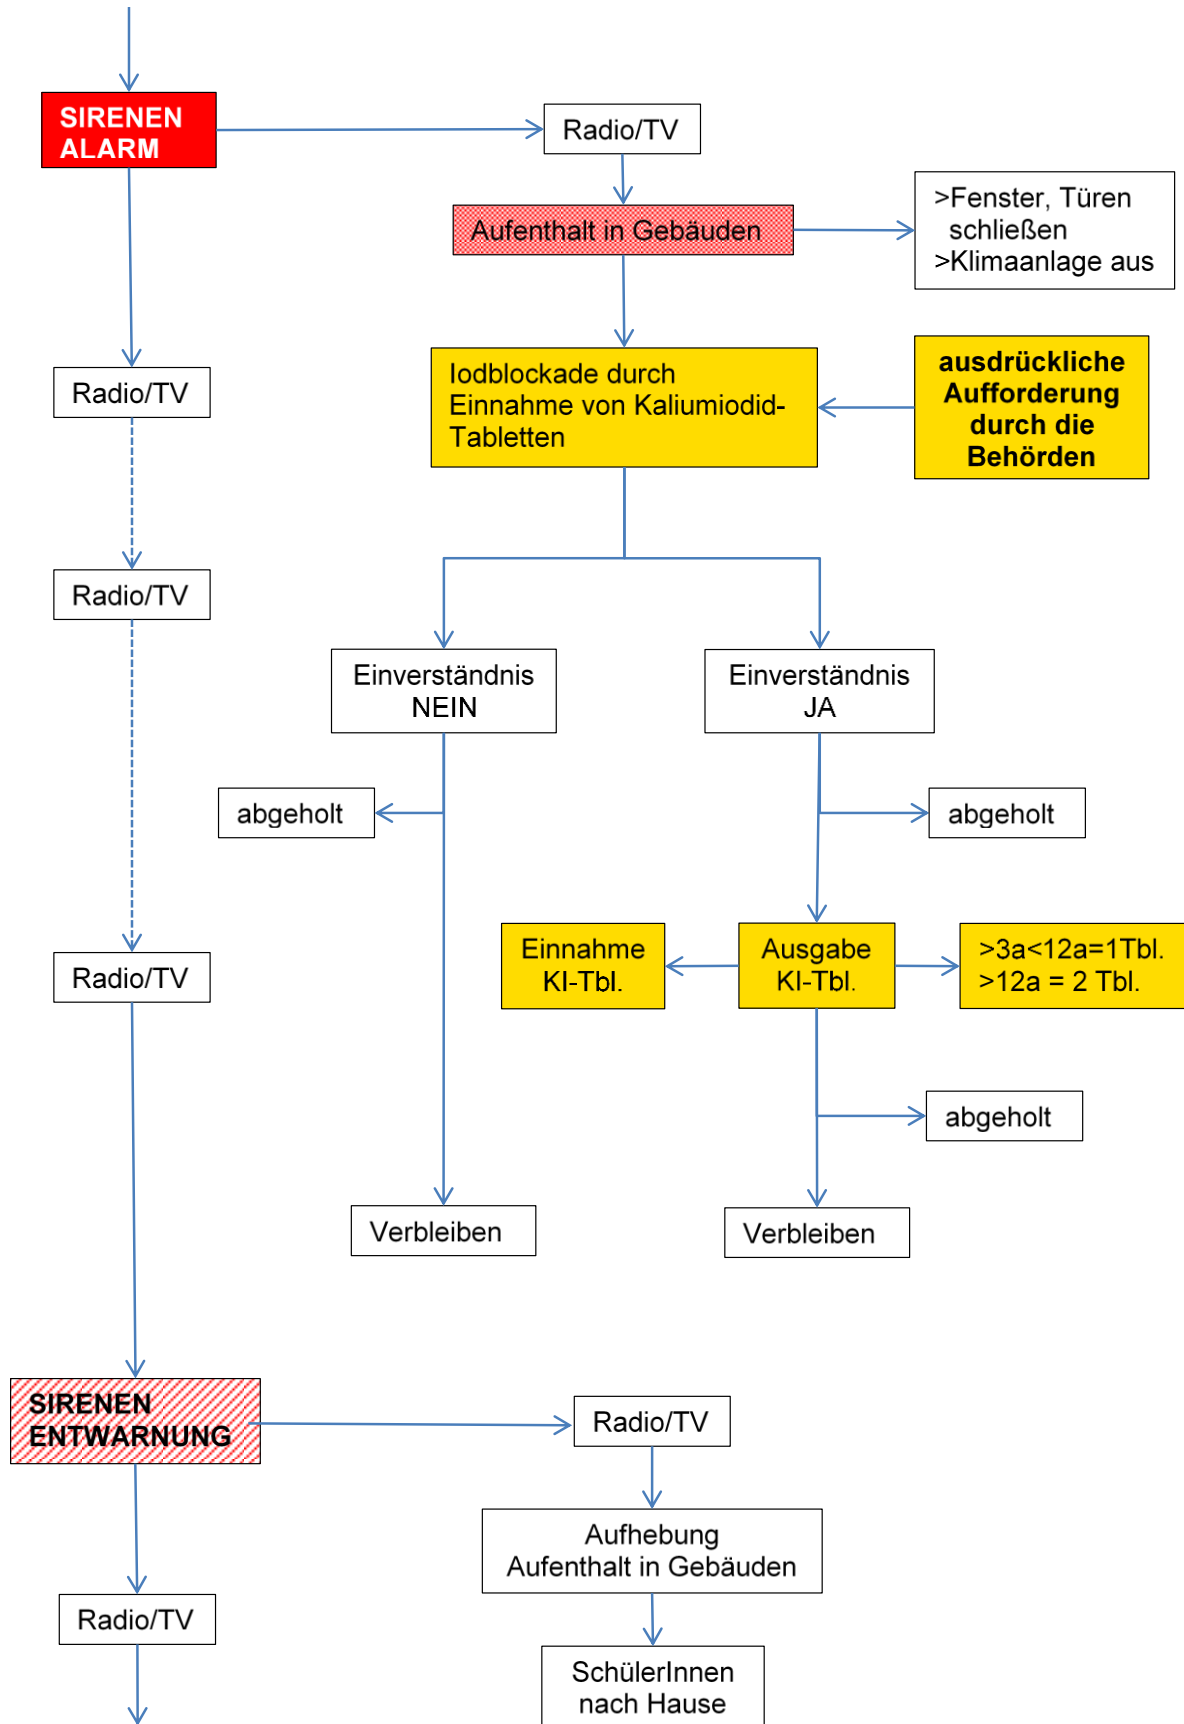 SIRENEN
ALARM
Radio/TV
Aufenthalt in Gebäuden
>Fenster, Türen
schließen
>Klimaanlage aus
Radio/TV
Iodblockade durch
Einnahme von Kaliumiodid-
Tabletten
ausdrückliche
Aufforderung
durch die
Behörden
Radio/TV
Einverständnis
NEIN
Einverständnis
JA
abgeholt
abgeholt
Radio/TV
Einnahme
KI-Tbl.
Ausgabe
KI-Tbl.
>3a<12a=1Tbl.
>12a = 2 Tbl.
abgeholt
Verbleiben
Verbleiben
SIRENEN
ENTWARNUNG
Radio/TV
Aufhebung
Aufenthalt in Gebäuden
Radio/TV
SchülerInnen
nach Hause